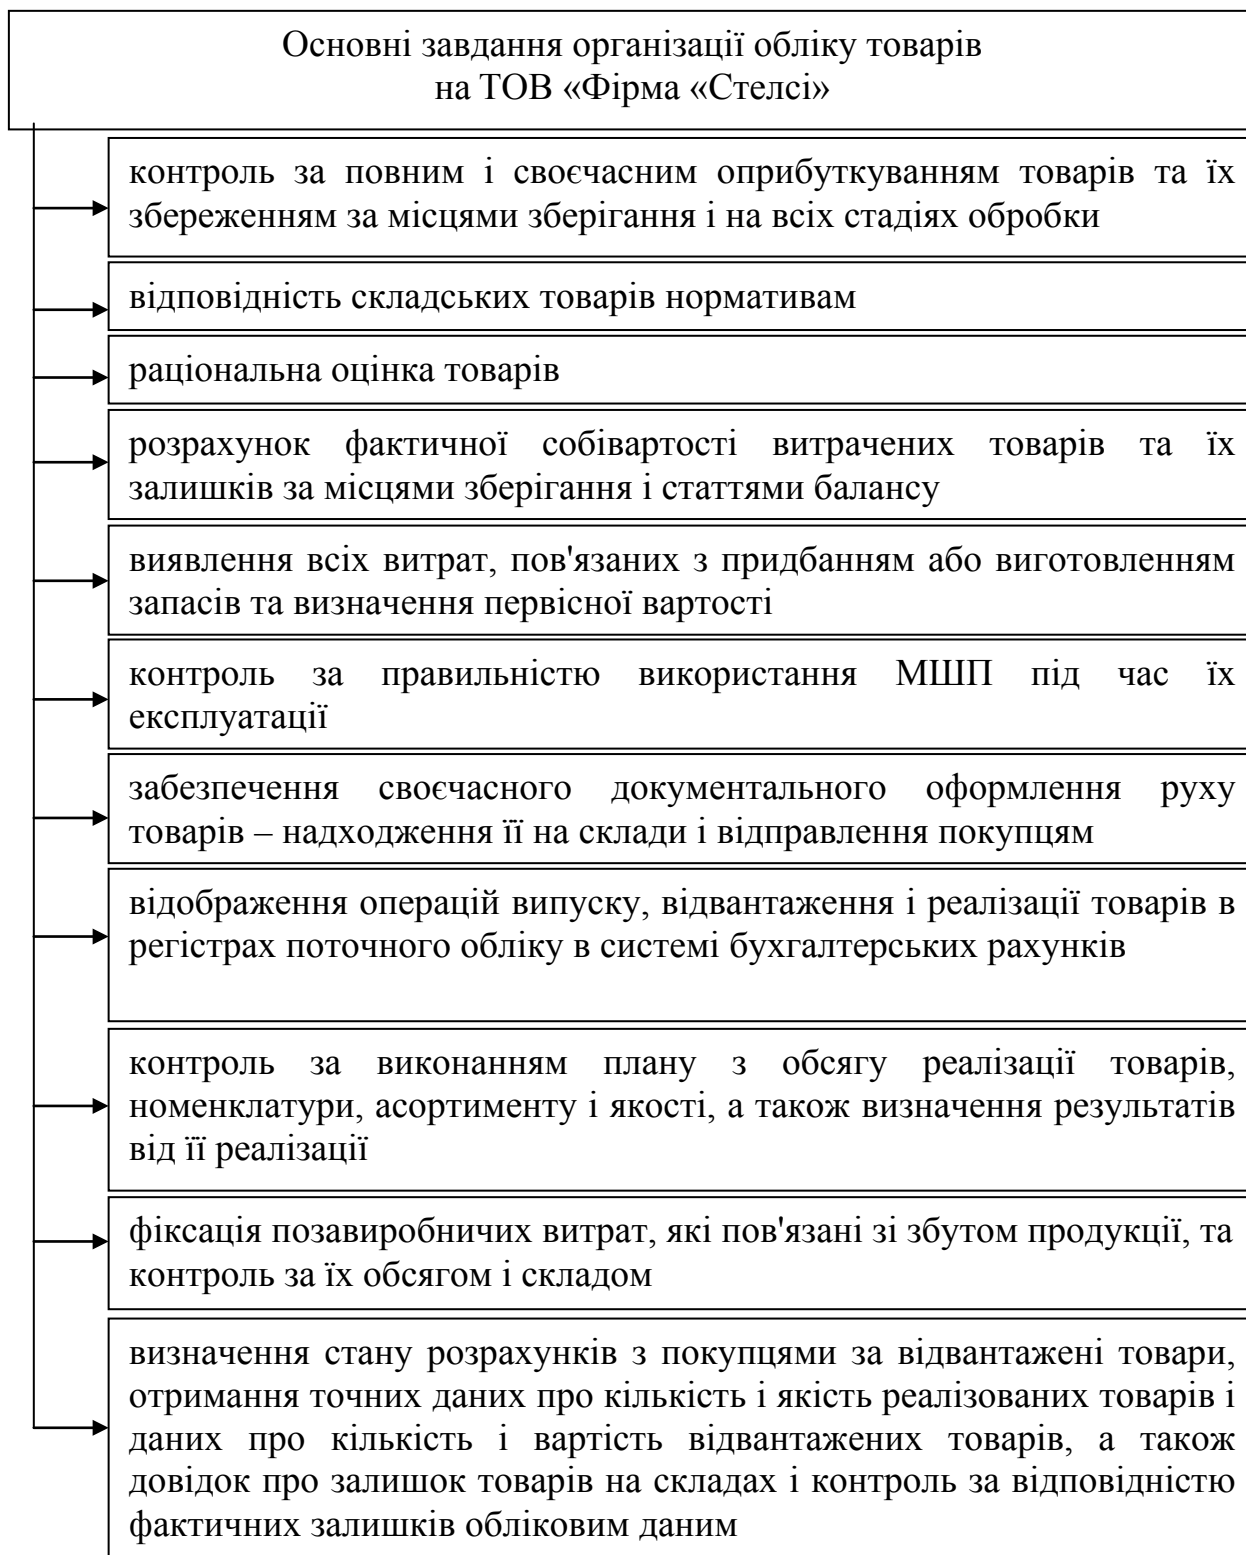 Основні завдання організації обліку товарів
на ТОВ «Фірма «Стелсі»
контроль за повним і своєчасним оприбуткуванням товарів та їх
збереженням за місцями зберігання і на всіх стадіях обробки
відповідність складських товарів нормативам
раціональна оцінка товарів
розрахунок фактичної собівартості витрачених товарів та їх
залишків за місцями зберігання і статтями балансу
виявлення всіх витрат, пов'язаних з придбанням або виготовленням
запасів та визначення первісної вартості
контроль за правильністю використання МШП під час їх
експлуатації
забезпечення своєчасного документального оформлення руху
товарів – надходження її на склади і відправлення покупцям
відображення операцій випуску, відвантаження і реалізації товарів в
регістрах поточного обліку в системі бухгалтерських рахунків
контроль за виконанням плану з обсягу реалізації товарів,
номенклатури, асортименту і якості, а також визначення результатів
від її реалізації
фіксація позавиробничих витрат, які пов'язані зі збутом продукції, та
контроль за їх обсягом і складом
визначення стану розрахунків з покупцями за відвантажені товари,
отримання точних даних про кількість і якість реалізованих товарів і
даних про кількість і вартість відвантажених товарів, а також
довідок про залишок товарів на складах і контроль за відповідністю
фактичних залишків обліковим даним